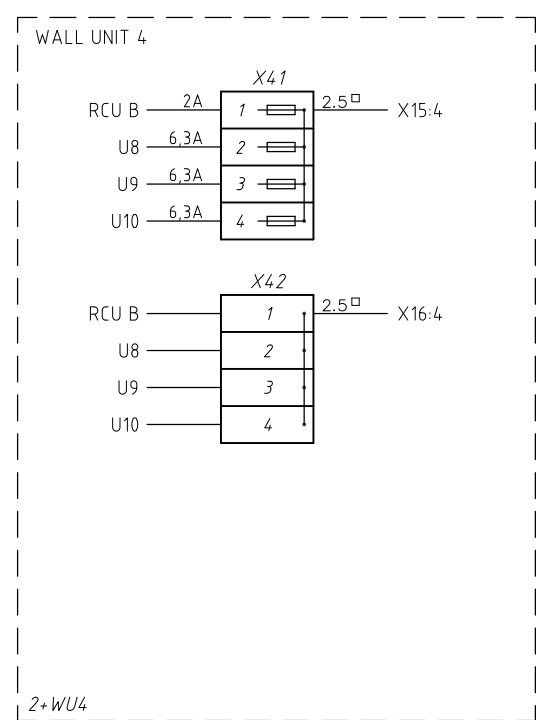 WALL UNIT 4
X41
RCU B 2A 1 2.5□ X15:4
U8 6,3A 2
U9 6,3A 3
U10 6,3A 4
X42
RCU B 1 2.5□ X16:4
U8 2
U9 3
U10 4
2+WU4